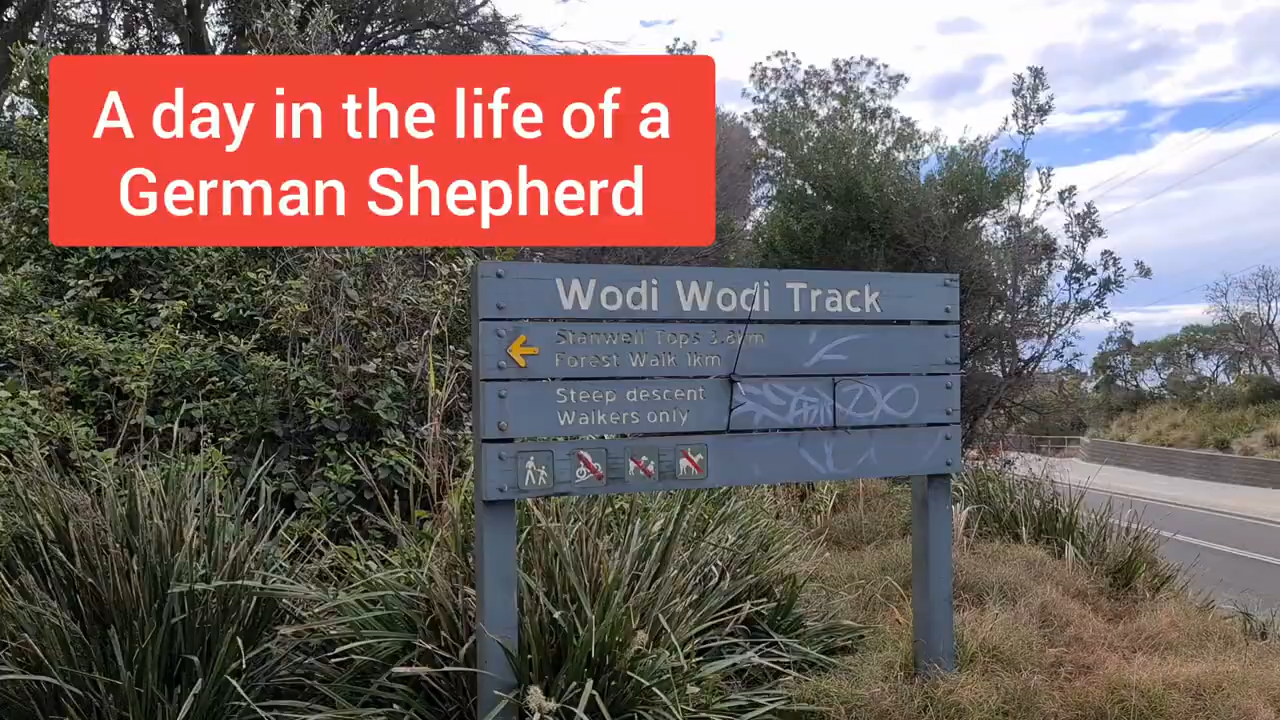 A day in the life of a
German Shepherd
Wodi Wodi Track
Stanwell Tops 3.8km
Forest Walk 1km
Steep descent
Walkers only